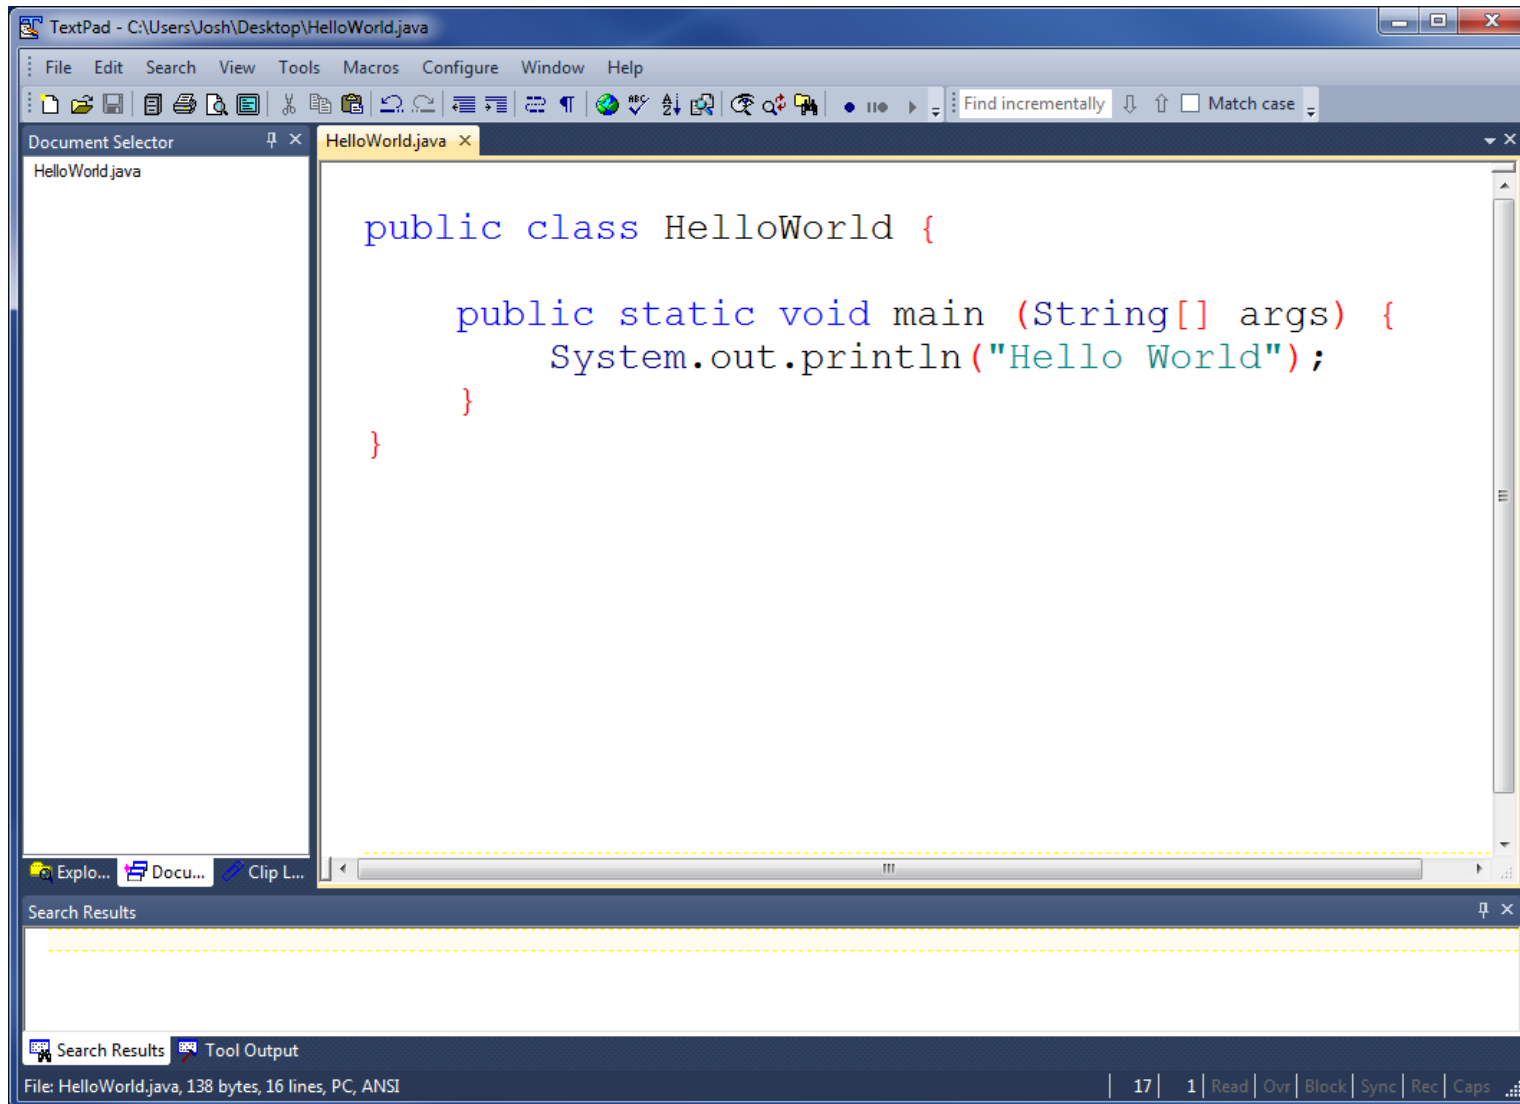 TextPad - C:\Users\Josh\Desktop\HelloWorld.java
File Edit Search View Tools Macros Configure Window Help
Find incrementally Match case
Document Selector
HelloWorld.java
HelloWorld.java
public class HelloWorld {
public static void main (String[] args) {
System.out.println("Hello World");
}
}
Explo... Docu... Clip L...
Search Results
Search Results Tool Output
File: HelloWorld.java, 138 bytes, 16 lines, PC, ANSI 17 1 Read Ovr Block Sync Rec Caps